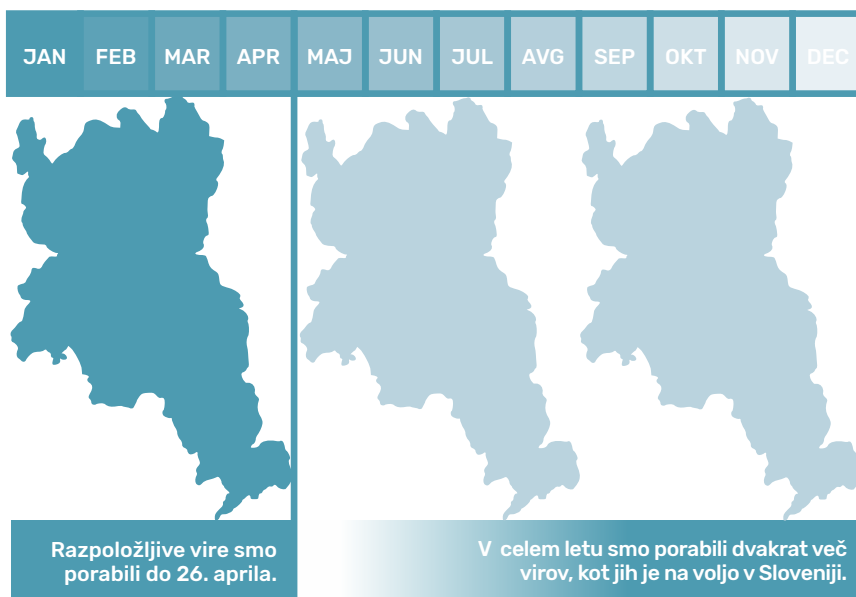 JAN FEB MAR APR MAJ JUN JUL AVG SEP OKT NOV DEC
Razpoložljive vire smo
porabili do 26. aprila.
V celem letu smo porabili dvakrat več
virov, kot jih je na voljo v Sloveniji.